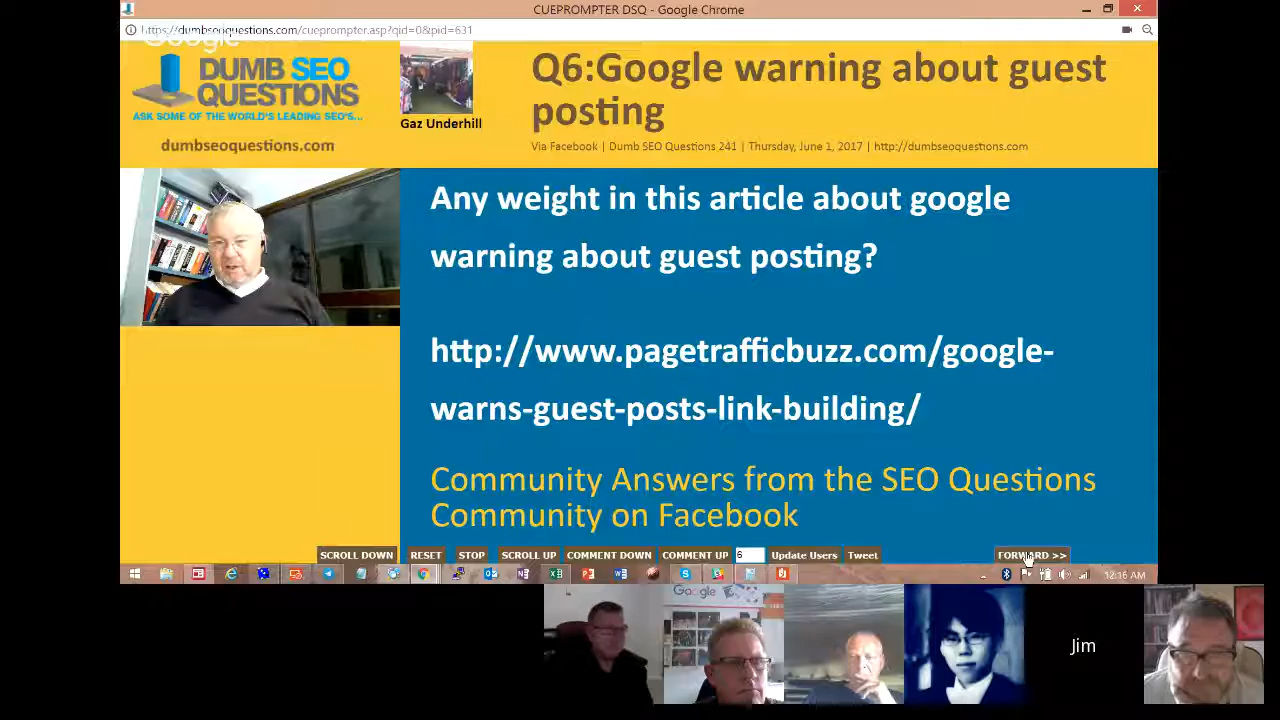 CUEPROMPTER DSQ - Google Chrome
https://dumbseoquestions.com/cueprompter.asp?qid=0&pid=631
Google
DUMB SEO
QUESTIONS
ASK SOME OF THE WORLD'S LEADING SEO'S...
dumbseoquestions.com
Gaz Underhill
Q6:Google warning about guest
posting
Via Facebook | Dumb SEO Questions 241 | Thursday, June 1, 2017 | http://dumbseoquestions.com
Any weight in this article about google
warning about guest posting?
http://www.pagetrafficbuzz.com/google-
warns-guest-posts-link-building/
Community Answers from the SEO Questions
Community on Facebook
SCROLL DOWN RESET STOP SCROLL UP COMMENT DOWN COMMENT UP 6 Update Users Tweet FORWARD >>
12:16 AM
Google
Jim